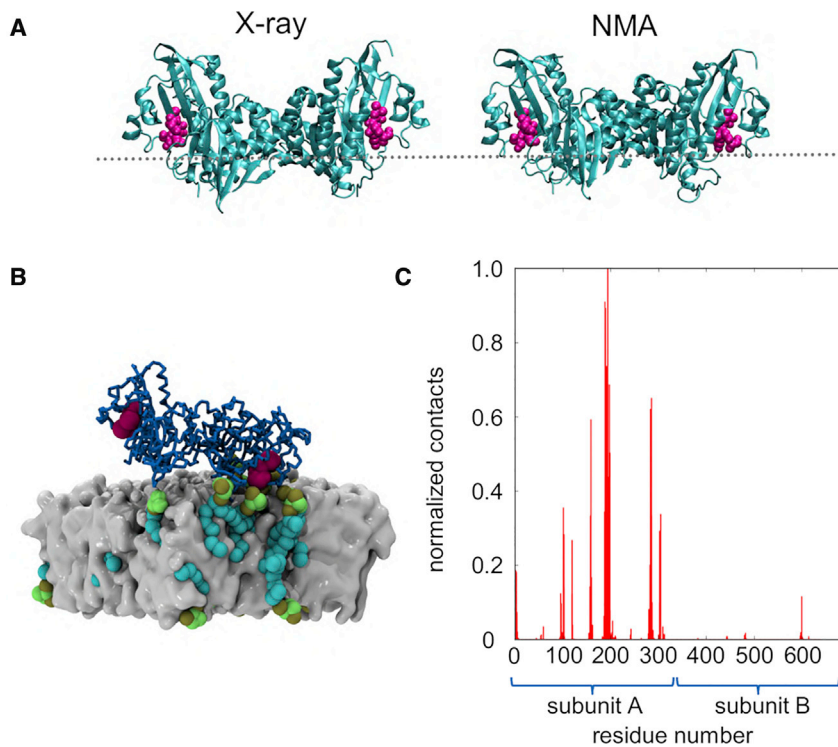 A
X-ray
NMA
B
C
normalized contacts
1.0
0.8
0.6
0.4
0.2
0
0 100 200 300 400 500 600
subunit A
subunit B
residue number